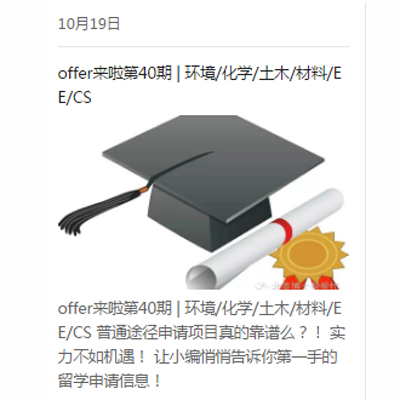 10月19日
offer来啦第40期 | 环境/化学/土木/材料/E
E/CS
offer来啦第40期 | 环境/化学/土木/材料/E
E/CS 普通途径申请项目真的靠谱么？！ 实
力不如机遇！ 让小编悄悄告诉你第一手的
留学申请信息！